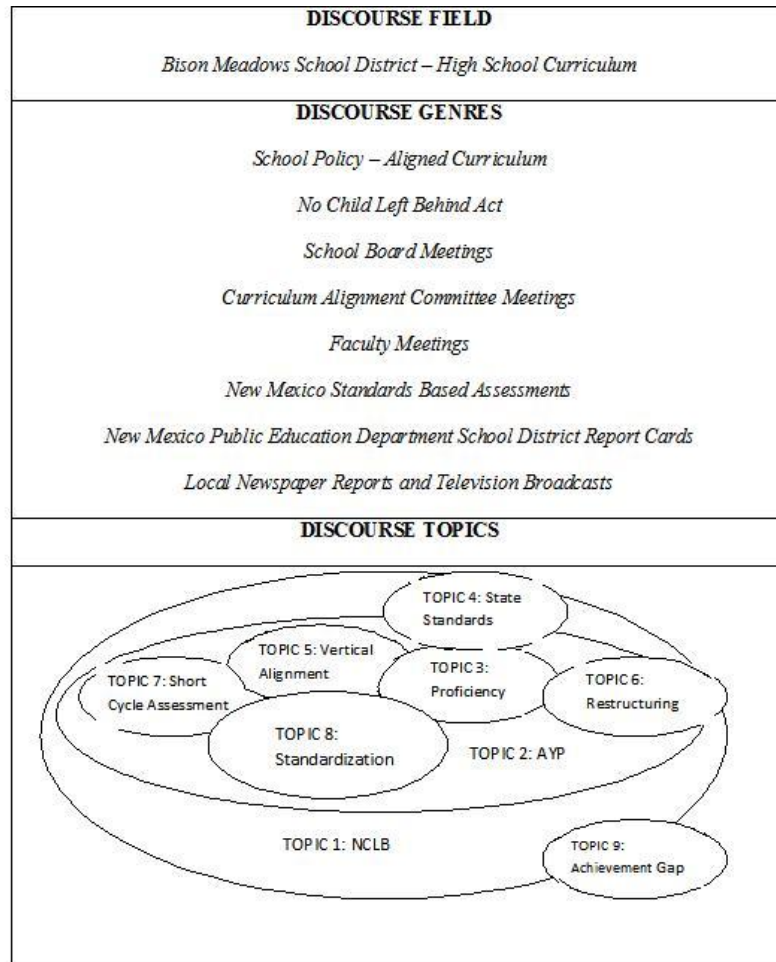 DISCOURSE FIELD
Bison Meadows School District – High School Curriculum
DISCOURSE GENRES
School Policy – Aligned Curriculum
No Child Left Behind Act
School Board Meetings
Curriculum Alignment Committee Meetings
Faculty Meetings
New Mexico Standards Based Assessments
New Mexico Public Education Department School District Report Cards
Local Newspaper Reports and Television Broadcasts
DISCOURSE TOPICS
TOPIC 4: State
Standards
TOPIC 5: Vertical
Alignment
TOPIC 3:
Proficiency
TOPIC 7: Short
Cycle Assessment
TOPIC 6:
Restructuring
TOPIC 8:
Standardization
TOPIC 2: AYP
TOPIC 1: NCLB
TOPIC 9:
Achievement Gap